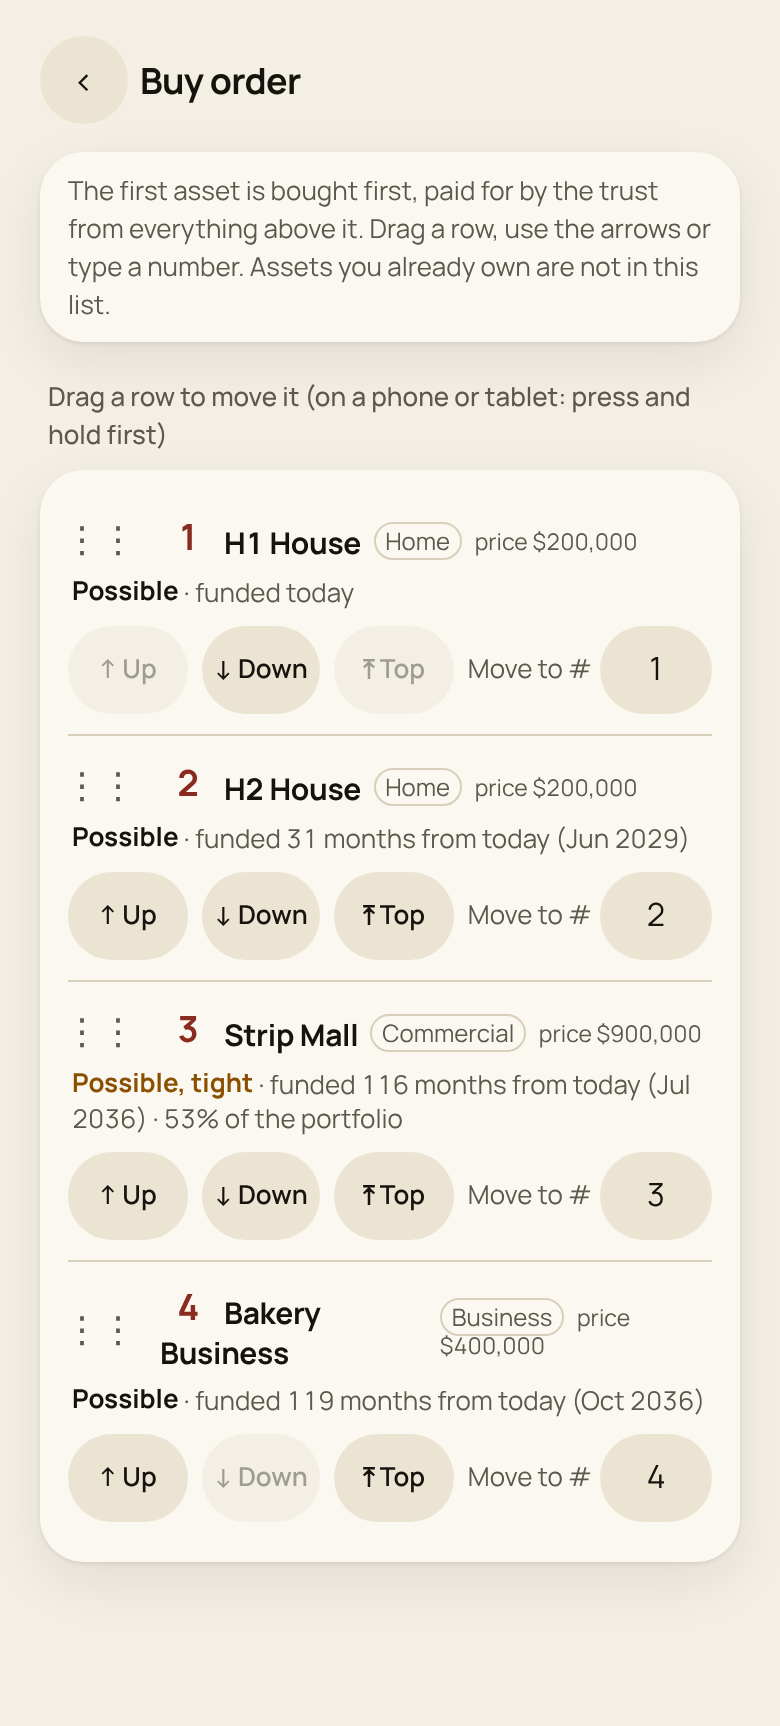 ‹ Buy order
The first asset is bought first, paid for by the trust
from everything above it. Drag a row, use the arrows or
type a number. Assets you already own are not in this
list.
Drag a row to move it (on a phone or tablet: press and
hold first)
⋮⋮ 1 H1 House Home price $200,000
Possible · funded today
↑ Up ↓ Down ⤒ Top Move to # 1
⋮⋮ 2 H2 House Home price $200,000
Possible · funded 31 months from today (Jun 2029)
↑ Up ↓ Down ⤒ Top Move to # 2
⋮⋮ 3 Strip Mall Commercial price $900,000
Possible, tight · funded 116 months from today (Jul
2036) · 53% of the portfolio
↑ Up ↓ Down ⤒ Top Move to # 3
⋮⋮ 4 Bakery Business price
Business $400,000
Possible · funded 119 months from today (Oct 2036)
↑ Up ↓ Down ⤒ Top Move to # 4